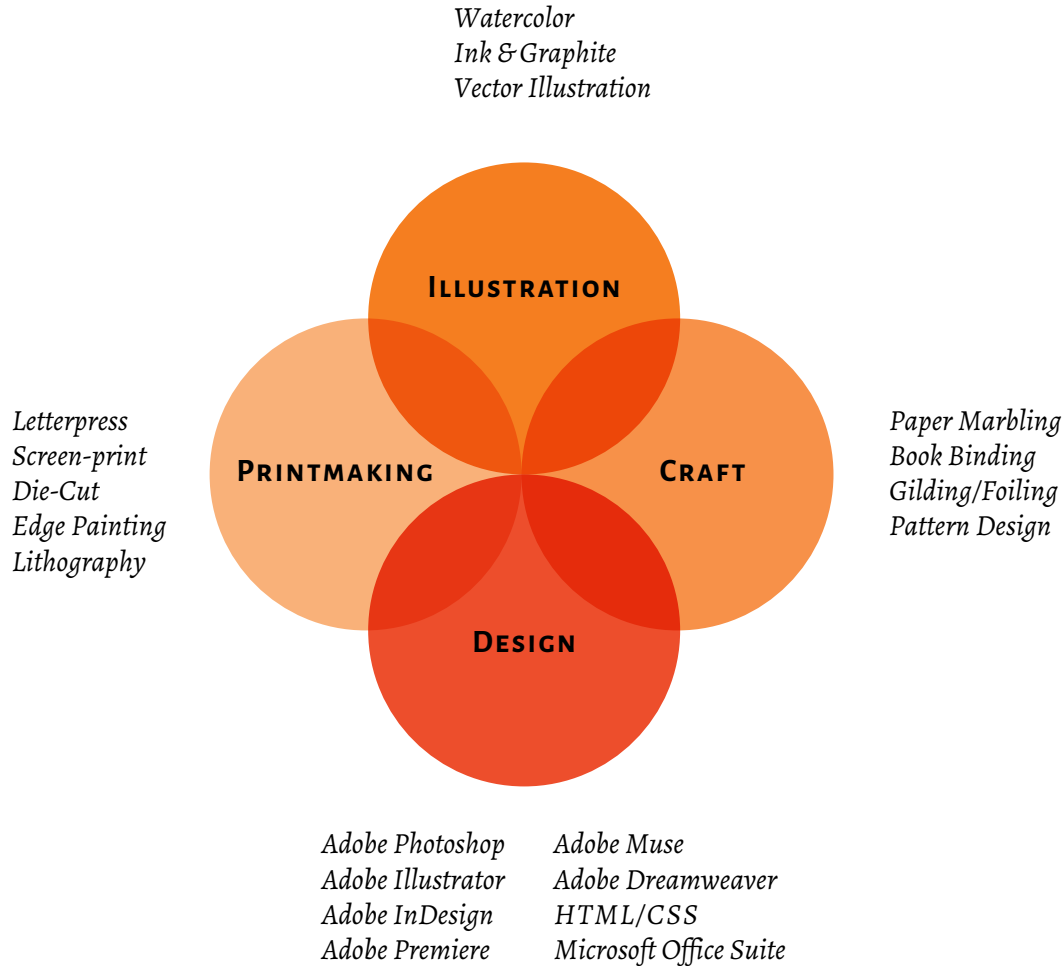 Watercolor
Ink & Graphite
Vector Illustration
Illustration
Letterpress
Screen-print
Die-Cut
Edge Painting
Lithography
Printmaking
Craft
Paper Marbling
Book Binding
Gilding/Foiling
Pattern Design
Design
Adobe Photoshop
Adobe Illustrator
Adobe InDesign
Adobe Premiere
Adobe Muse
Adobe Dreamweaver
HTML/CSS
Microsoft Office Suite